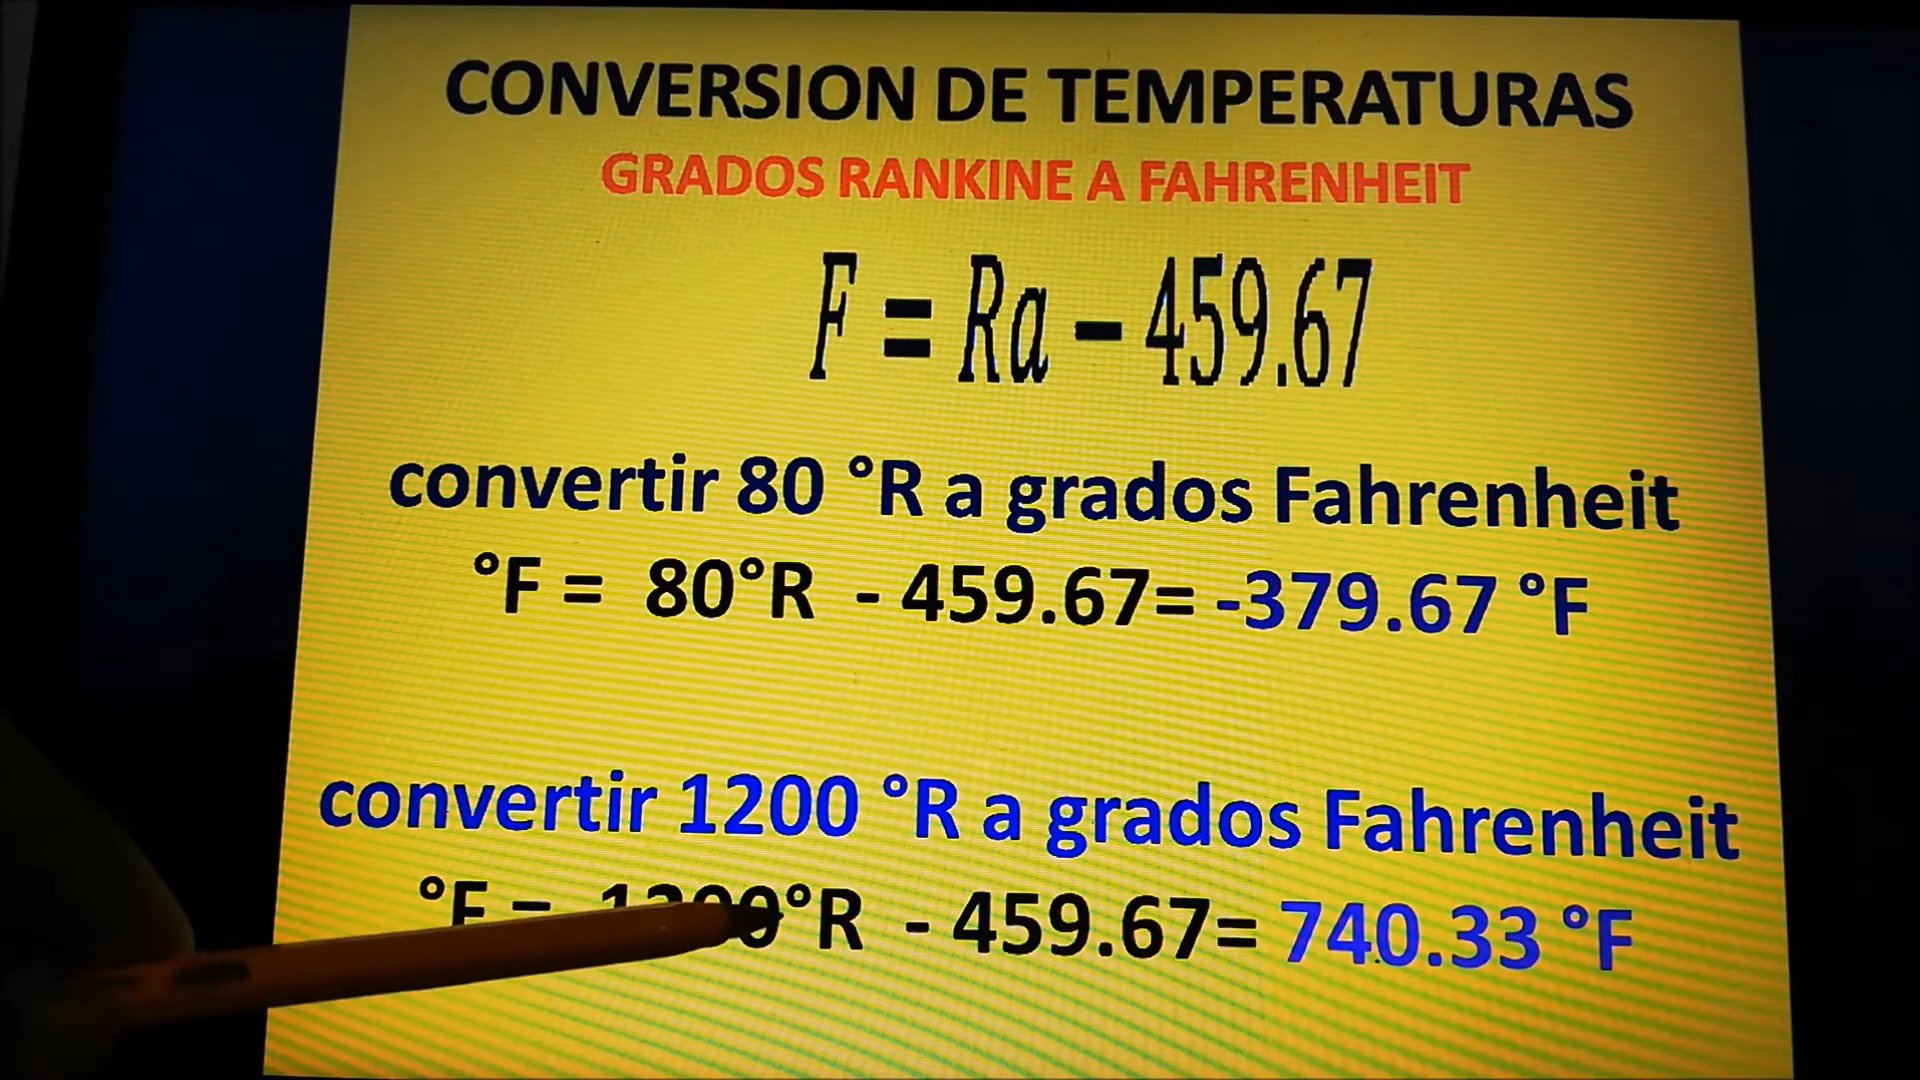 CONVERSION DE TEMPERATURAS
GRADOS RANKINE A FAHRENHEIT
F = Ra − 459.67
convertir 80 °R a grados Fahrenheit
°F = 80°R - 459.67= -379.67 °F
convertir 1200 °R a grados Fahrenheit
°F = 1200°R - 459.67= 740.33 °F